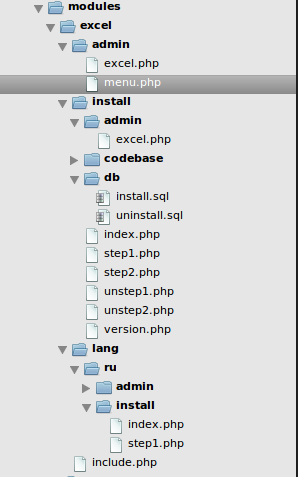 modules
excel
admin
excel.php
menu.php
install
admin
excel.php
codebase
db
install.sql
uninstall.sql
index.php
step1.php
step2.php
unstep1.php
unstep2.php
version.php
lang
ru
admin
install
index.php
step1.php
include.php